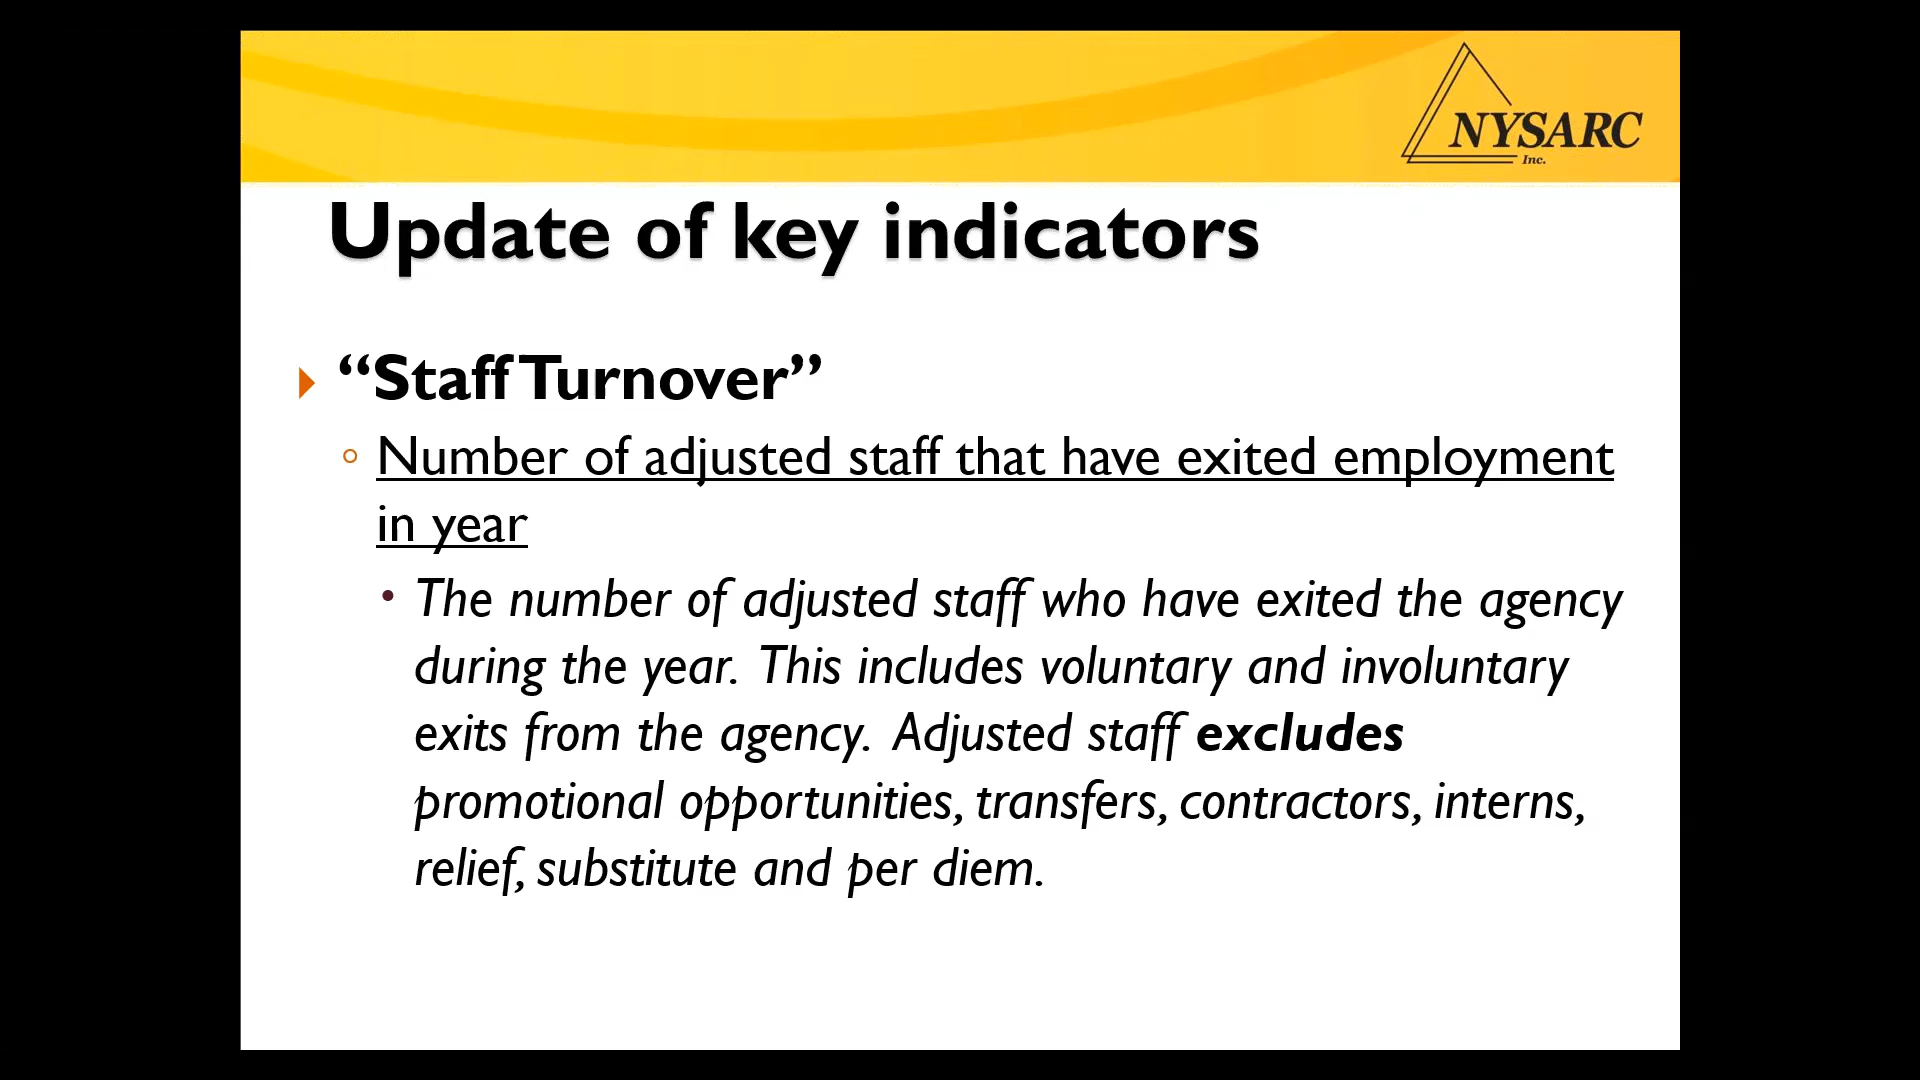 NYSARC
Inc.
Update of key indicators
“Staff Turnover”
Number of adjusted staff that have exited employment
in year
The number of adjusted staff who have exited the agency
during the year. This includes voluntary and involuntary
exits from the agency. Adjusted staff excludes
promotional opportunities, transfers, contractors, interns,
relief, substitute and per diem.